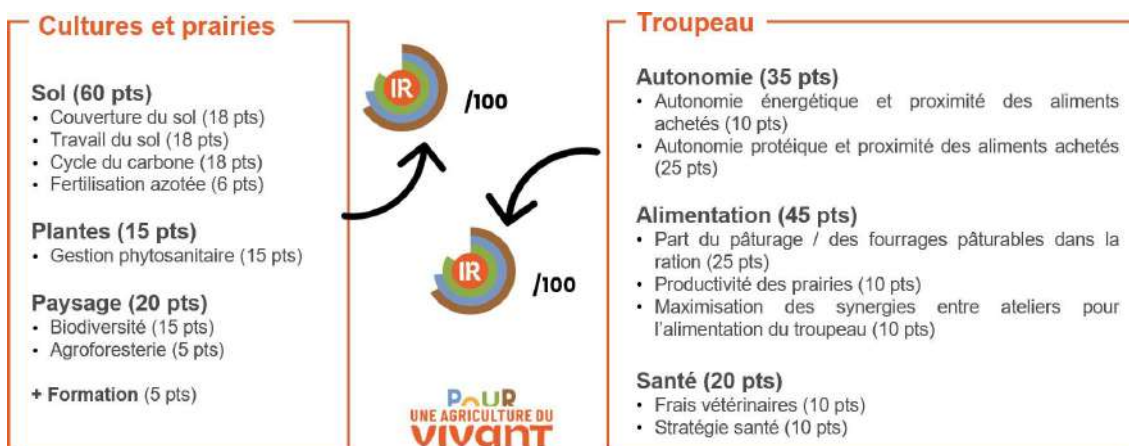 Cultures et prairies
Sol (60 pts)
• Couverture du sol (18 pts)
• Travail du sol (18 pts)
• Cycle du carbone (18 pts)
• Fertilisation azotée (6 pts)
Plantes (15 pts)
• Gestion phytosanitaire (15 pts)
Paysage (20 pts)
• Biodiversité (15 pts)
• Agroforesterie (5 pts)
+ Formation (5 pts)
IR
/100
IR
/100
POUR
UNE AGRICULTURE DU
VIVANT
Troupeau
Autonomie (35 pts)
• Autonomie énergétique et proximité des aliments
achetés (10 pts)
• Autonomie protéique et proximité des aliments achetés
(25 pts)
Alimentation (45 pts)
• Part du pâturage / des fourrages pâturables dans la
ration (25 pts)
• Productivité des prairies (10 pts)
• Maximisation des synergies entre ateliers pour
l'alimentation du troupeau (10 pts)
Santé (20 pts)
• Frais vétérinaires (10 pts)
• Stratégie santé (10 pts)